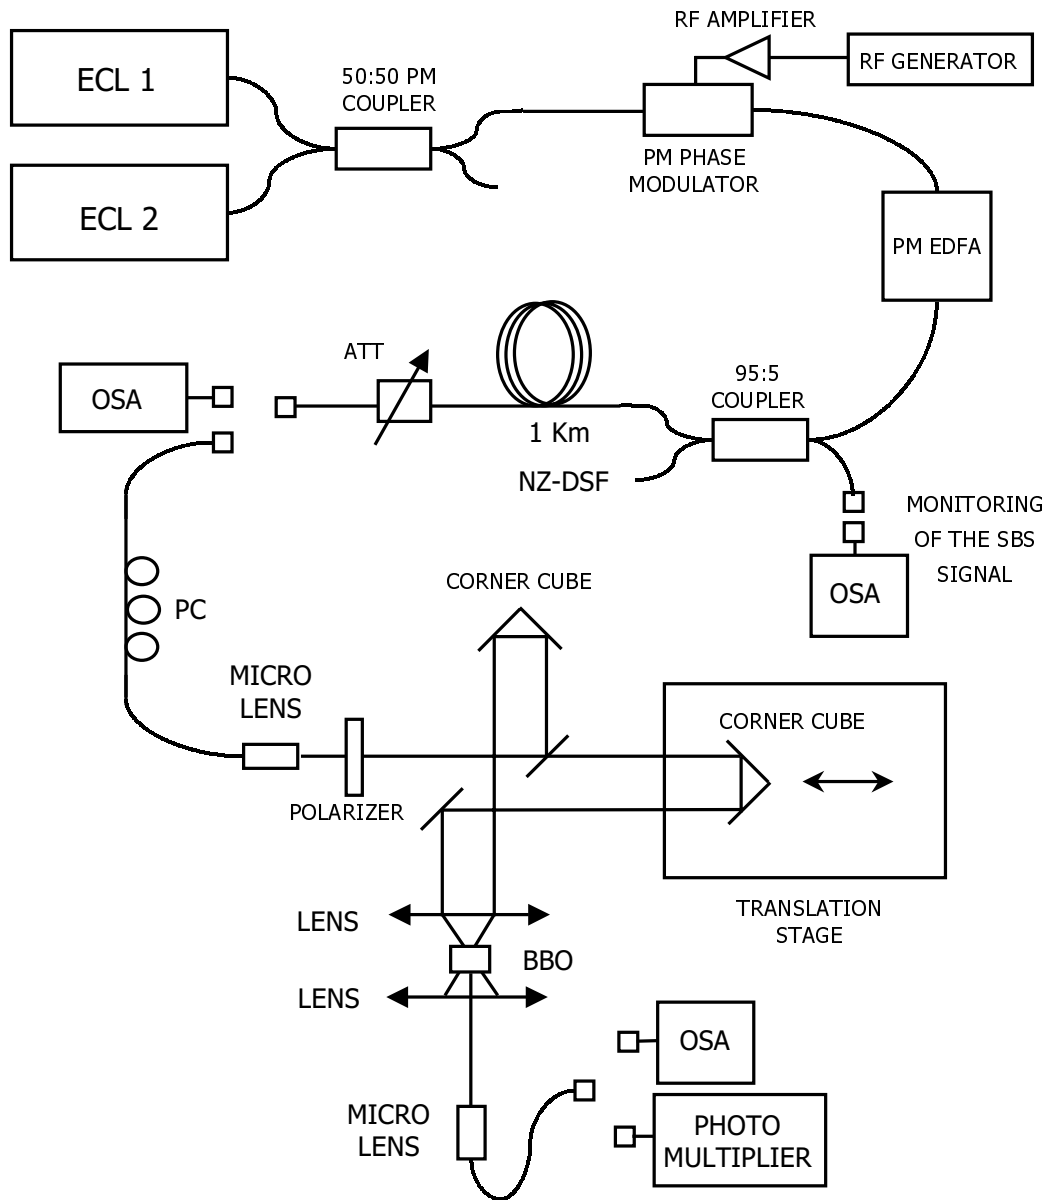 RF AMPLIFIER
ECL 1
50:50 PM
COUPLER
RF GENERATOR
PM PHASE
MODULATOR
ECL 2
PM EDFA
ATT
OSA
95:5
COUPLER
1 Km
NZ-DSF
MONITORING
OF THE SBS
SIGNAL
OSA
CORNER CUBE
PC
MICRO
LENS
CORNER CUBE
POLARIZER
TRANSLATION
STAGE
LENS
BBO
LENS
OSA
MICRO
LENS
PHOTO
MULTIPLIER